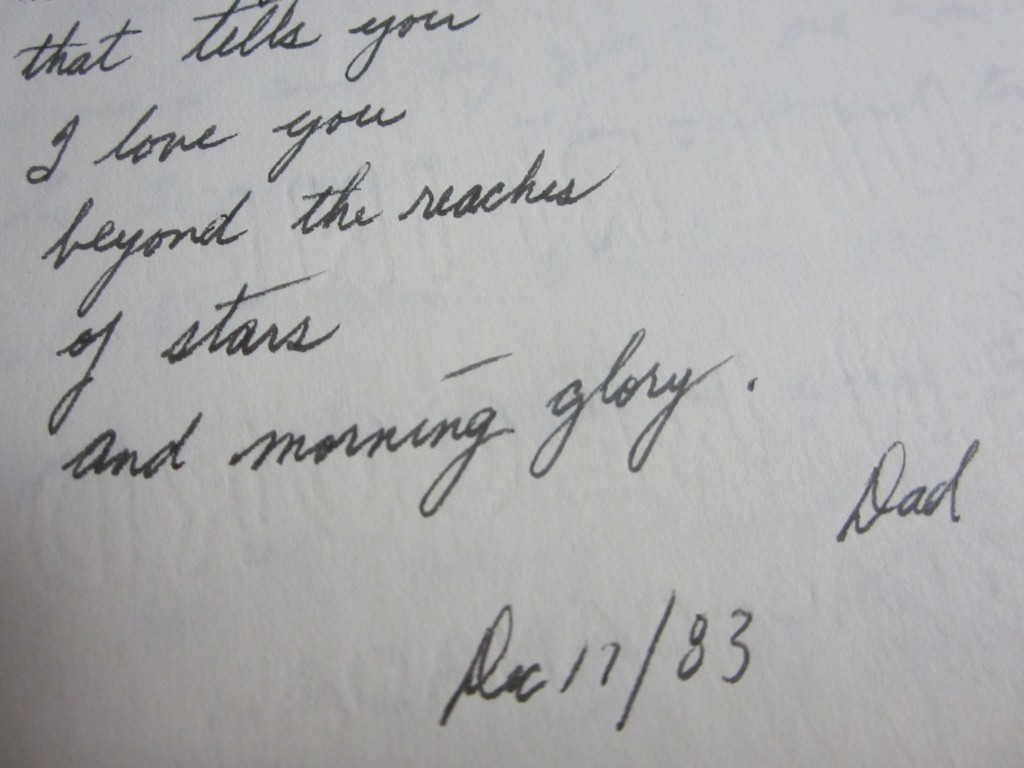 that tells you
I love you
beyond the reaches
of stars
and morning glory.
Dad
Dec 17/83